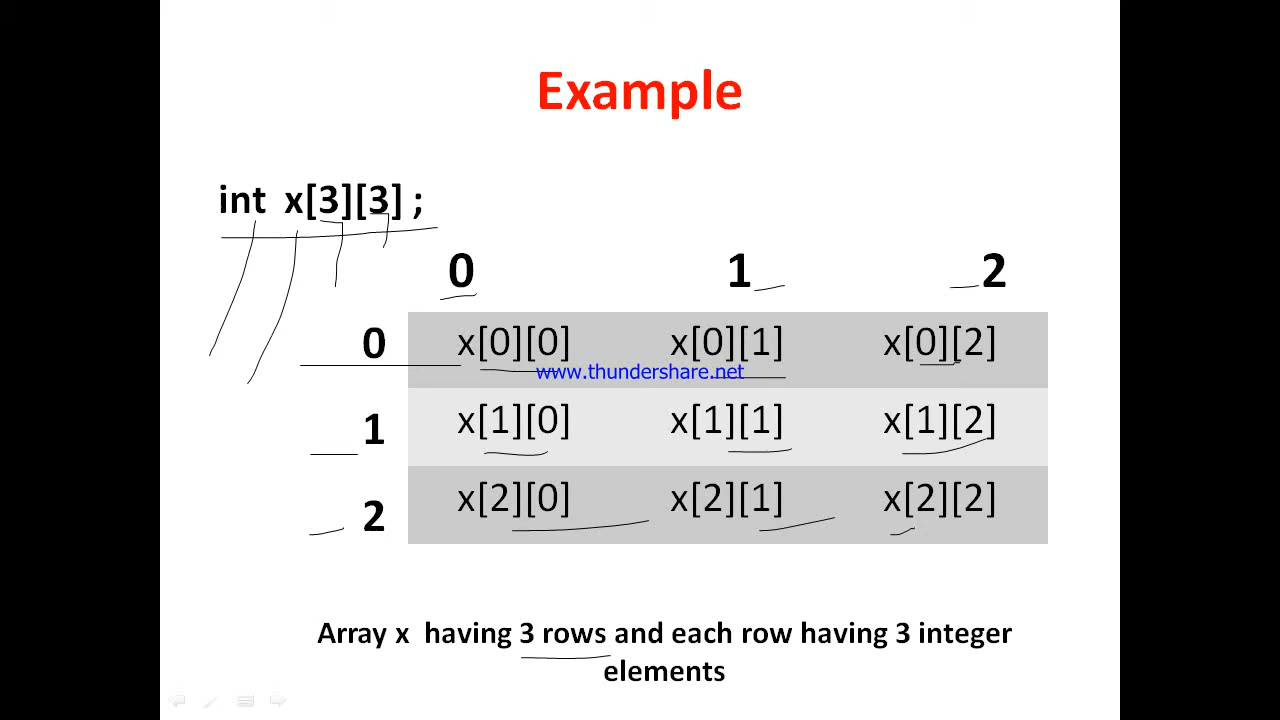 Example
int x[3][3] ;
0 1 2
0 x[0][0] x[0][1] x[0][2]
www.thundershare.net
1 x[1][0] x[1][1] x[1][2]
2 x[2][0] x[2][1] x[2][2]
Array x having 3 rows and each row having 3 integer
elements